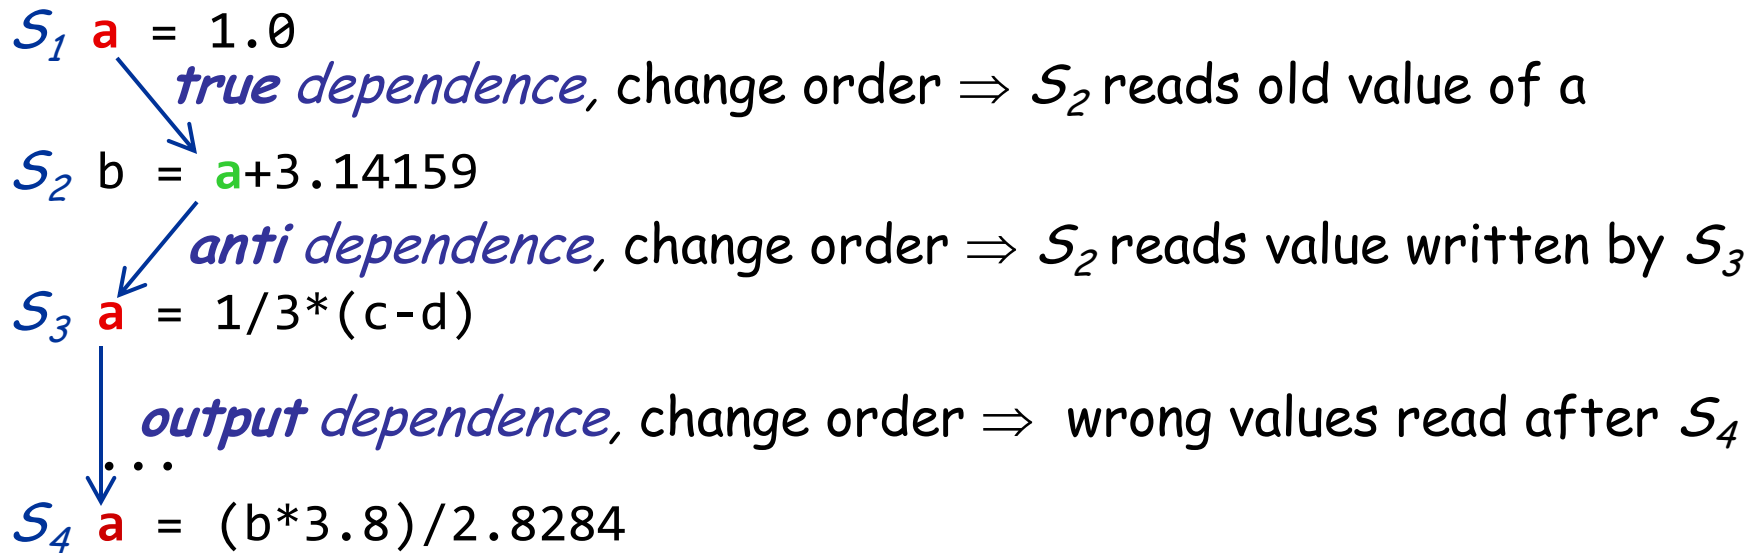 S₁ a = 1.0
true dependence, change order ⇒ S₂ reads old value of a
S₂ b = a+3.14159
anti dependence, change order ⇒ S₂ reads value written by S₃
S₃ a = 1/3*(c-d)
output dependence, change order ⇒ wrong values read after S₄
...
S₄ a = (b*3.8)/2.8284